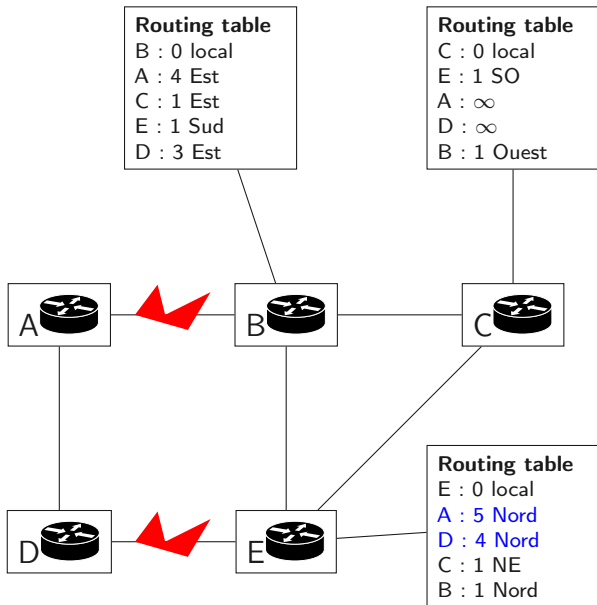 Routing table
B : 0 local
A : 4 Est
C : 1 Est
E : 1 Sud
D : 3 Est
Routing table
C : 0 local
E : 1 SO
A : ∞
D : ∞
B : 1 Ouest
A
B
C
D
E
Routing table
E : 0 local
A : 5 Nord
D : 4 Nord
C : 1 NE
B : 1 Nord